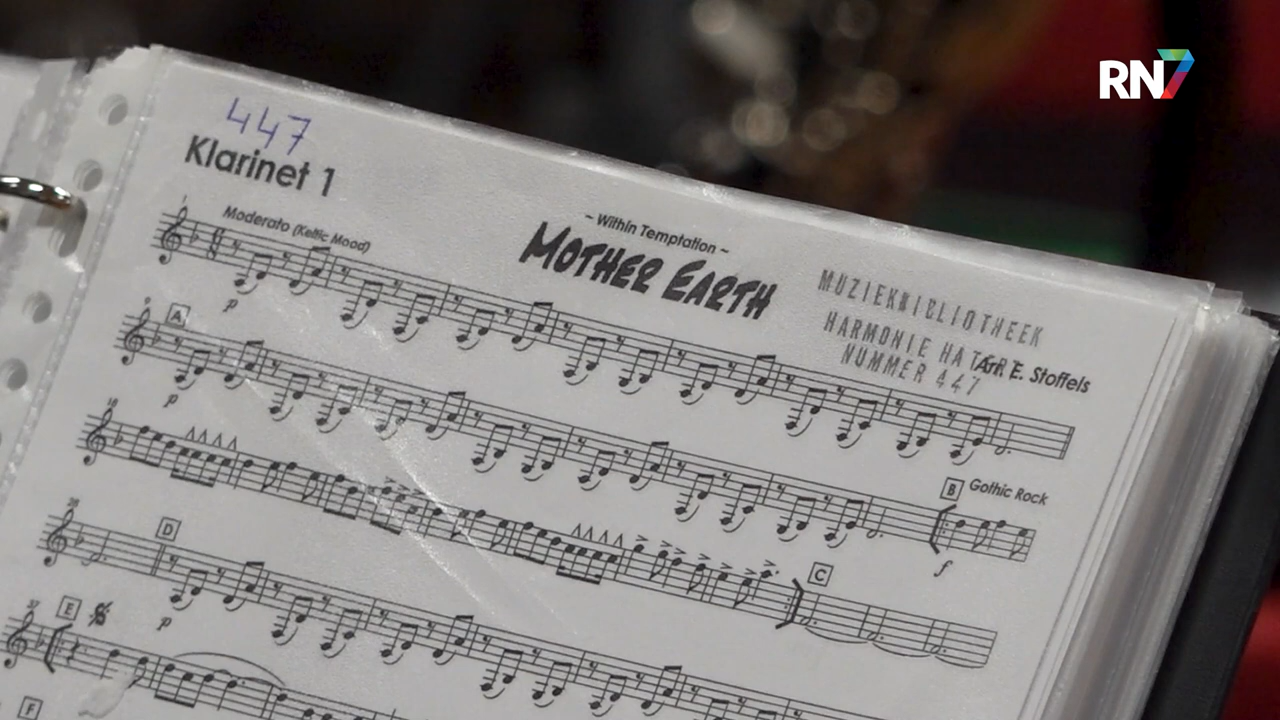 RN7
447
Klarinet 1
~ Within Temptation ~
MOTHER EARTH
Moderato (Keltic Mood)
MUZIEKBIBLIOTHEEK
HARMONIE HATERT
NUMMER 447
Arr. E. Stoffels
p
A
p
B Gothic Rock
f
C
D
p
E
F